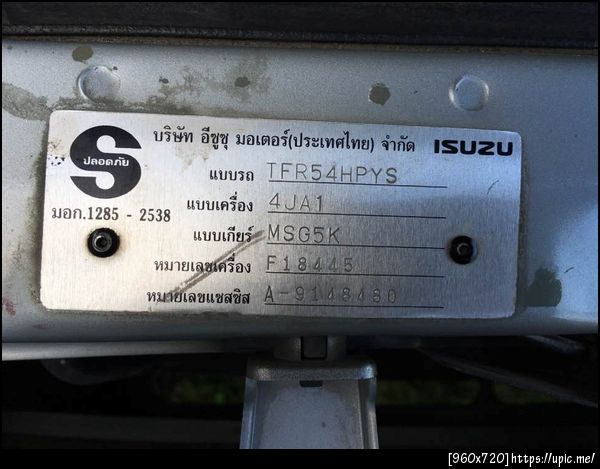 บริษัท อีซูซุ มอเตอร์(ประเทศไทย) จำกัด ISUZU
ปลอดภัย
มอก.1285 - 2538
แบบรถ TFR54HPYS
แบบเครื่อง 4JA1
แบบเกียร์ MSG5K
หมายเลขเครื่อง F18445
หมายเลขแชสซิส A-9148480
[960x720]https://upic.me/